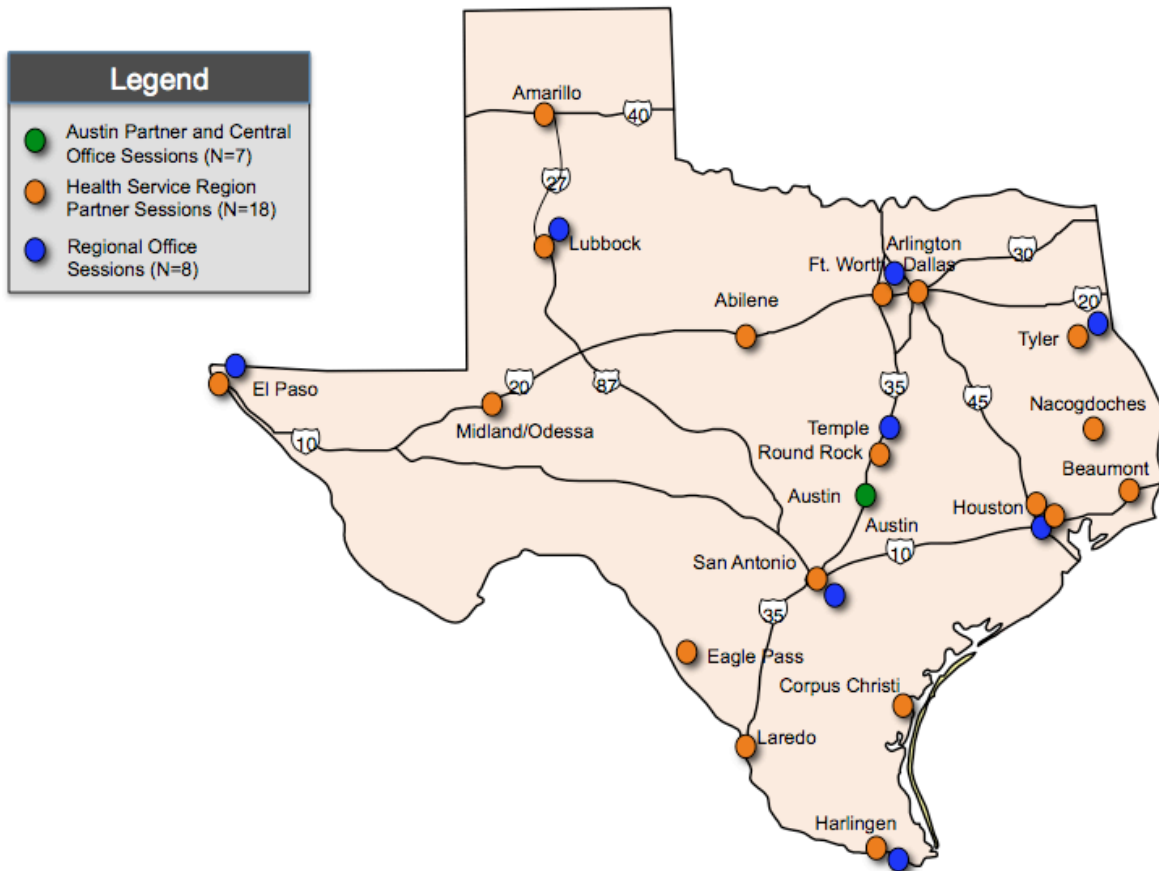 Legend
Austin Partner and Central
Office Sessions (N=7)
Health Service Region
Partner Sessions (N=18)
Regional Office
Sessions (N=8)
Amarillo
40
27
Lubbock
Arlington
Ft. Worth Dallas
30
Abilene
20
Tyler
El Paso
20
87
35
45
Midland/Odessa
10
Nacogdoches
Temple
Round Rock
Beaumont
Austin
Houston
Austin
10
San Antonio
35
Eagle Pass
Corpus Christi
Laredo
Harlingen